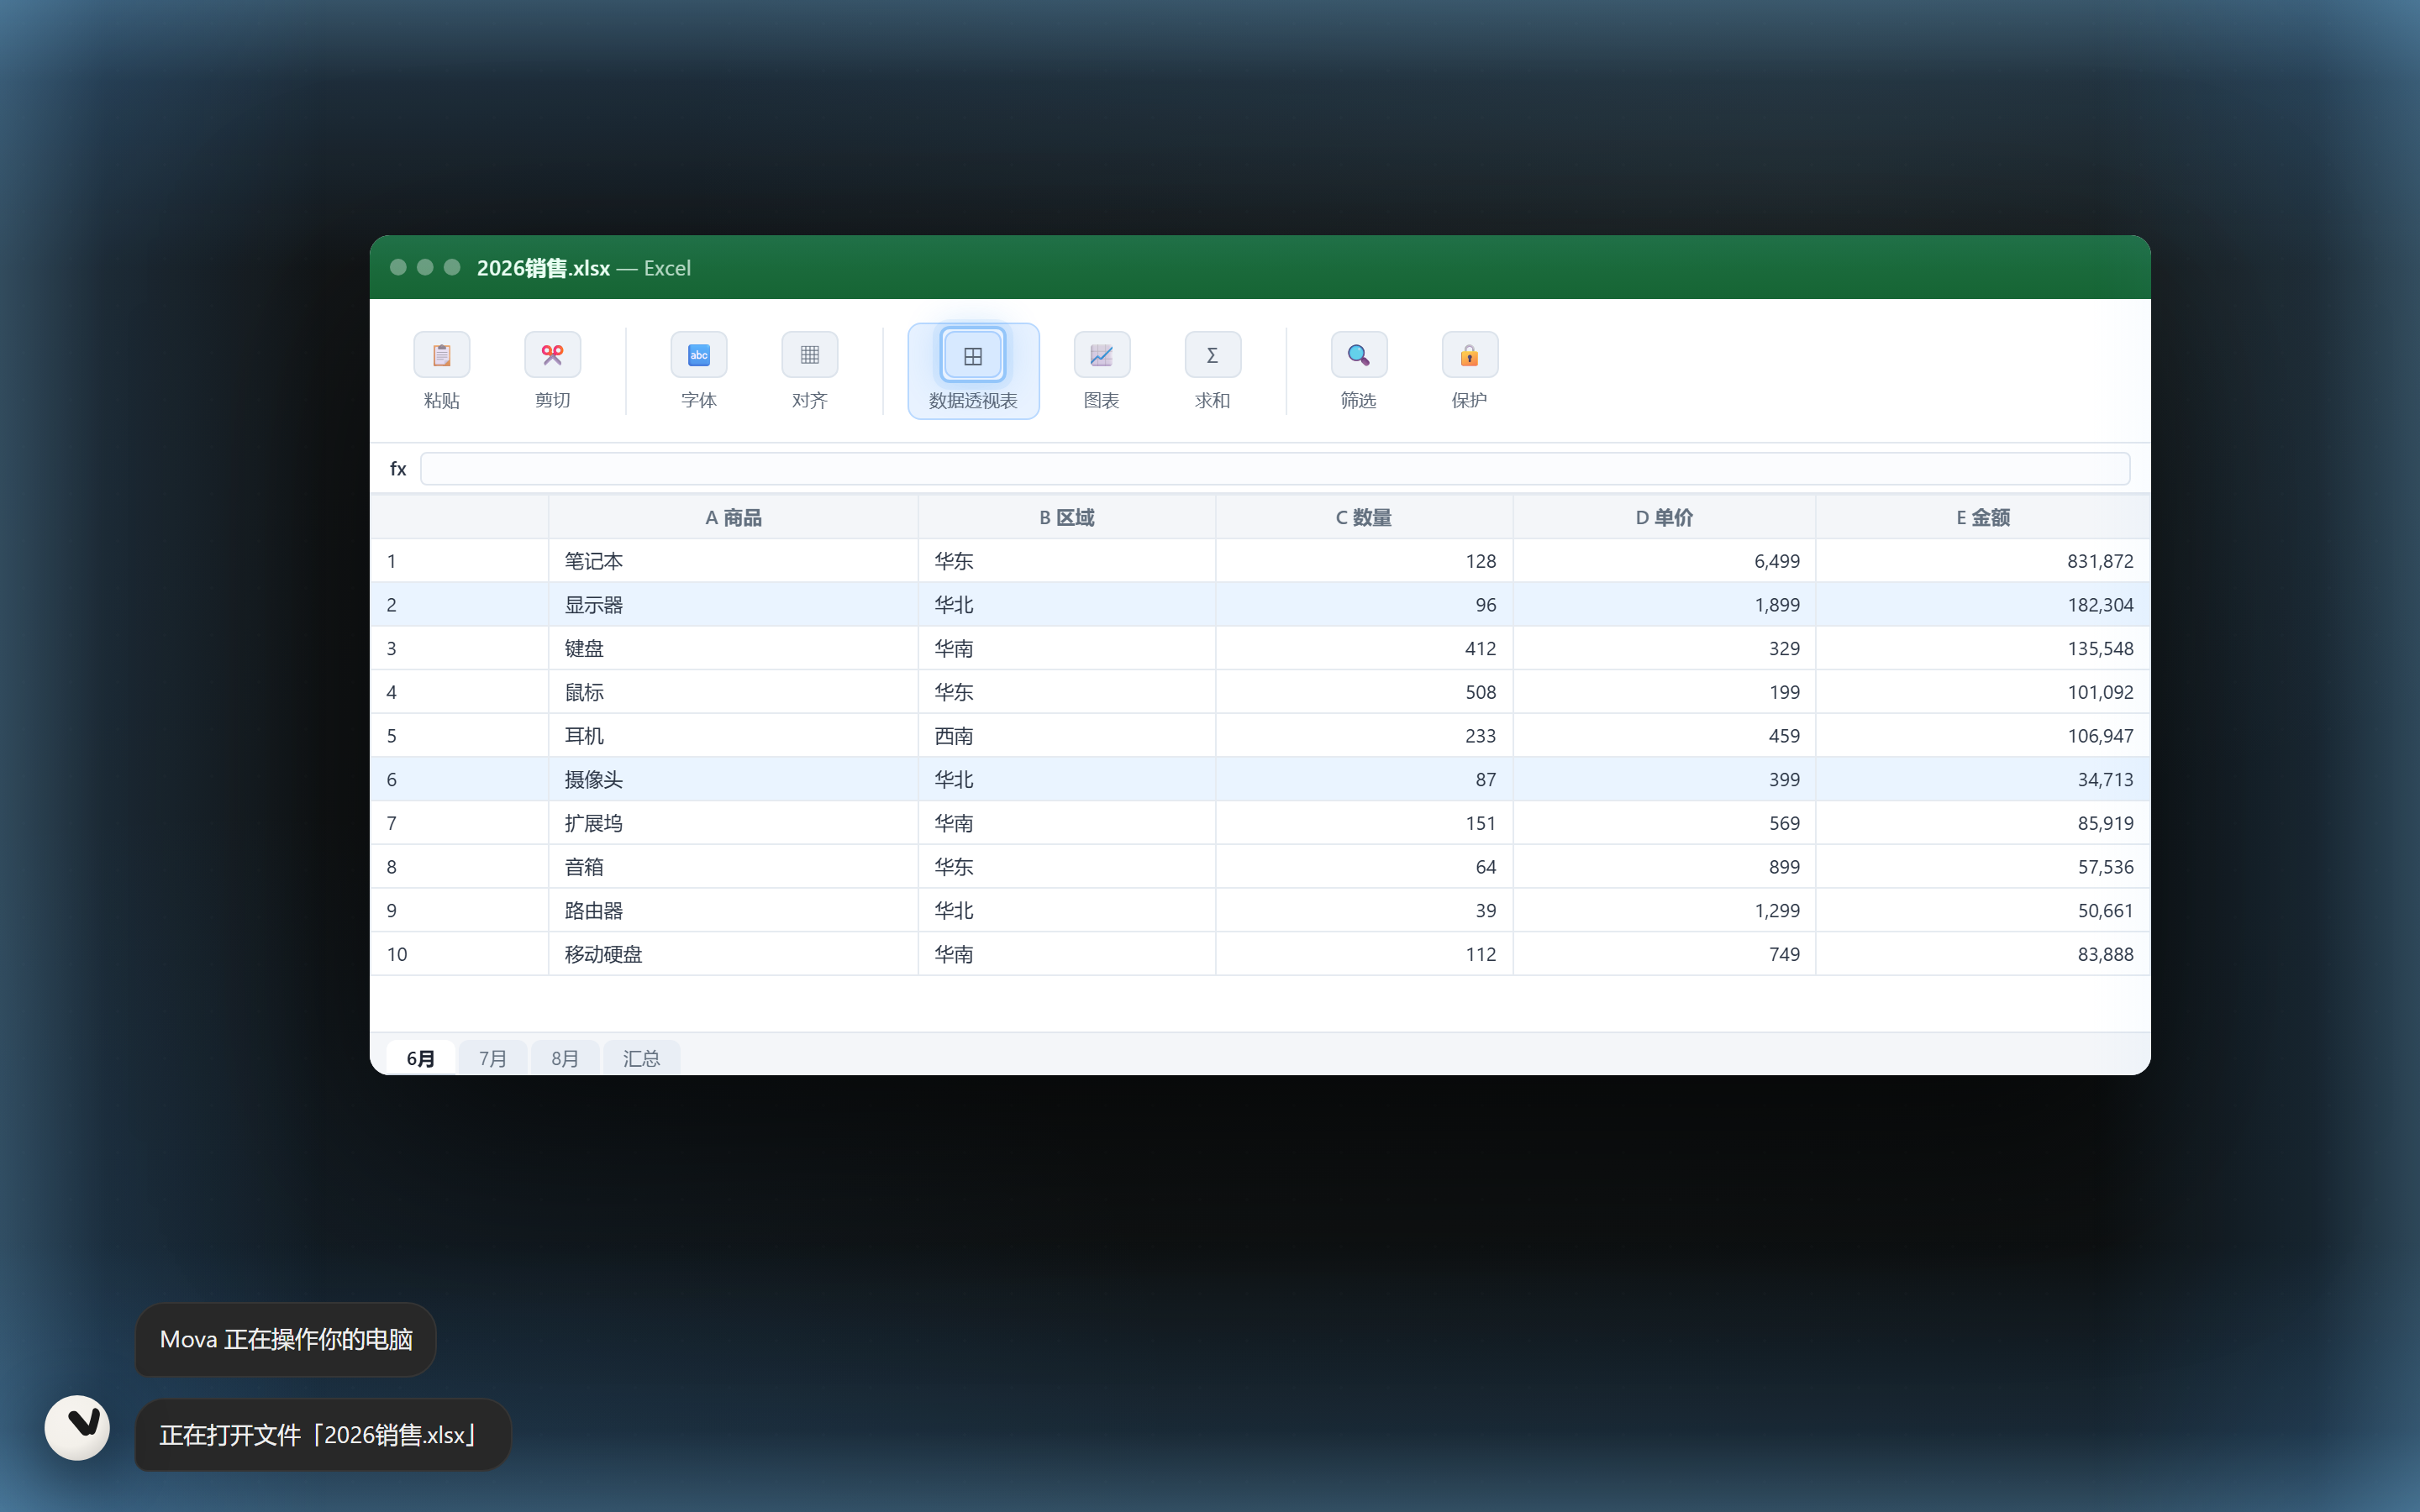 2026销售.xlsx — Excel
粘贴 剪切 字体 对齐 数据透视表 图表 求和 筛选 保护
abc Σ
fx
A 商品 B 区域 C 数量 D 单价 E 金额
1 笔记本 华东 128 6,499 831,872
2 显示器 华北 96 1,899 182,304
3 键盘 华南 412 329 135,548
4 鼠标 华东 508 199 101,092
5 耳机 西南 233 459 106,947
6 摄像头 华北 87 399 34,713
7 扩展坞 华南 151 569 85,919
8 音箱 华东 64 899 57,536
9 路由器 华北 39 1,299 50,661
10 移动硬盘 华南 112 749 83,888
6月 7月 8月 汇总
Mova 正在操作你的电脑
正在打开文件「2026销售.xlsx」